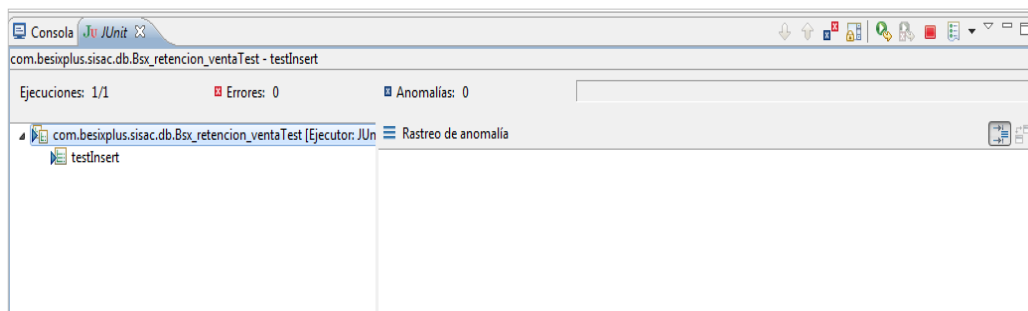 Consola JUnit
com.besixplus.sisac.db.Bsx_retencion_ventaTest - testInsert
Ejecuciones: 1/1 Errores: 0 Anomalías: 0
com.besixplus.sisac.db.Bsx_retencion_ventaTest [Ejecutor: JUn Rastreo de anomalía
testInsert